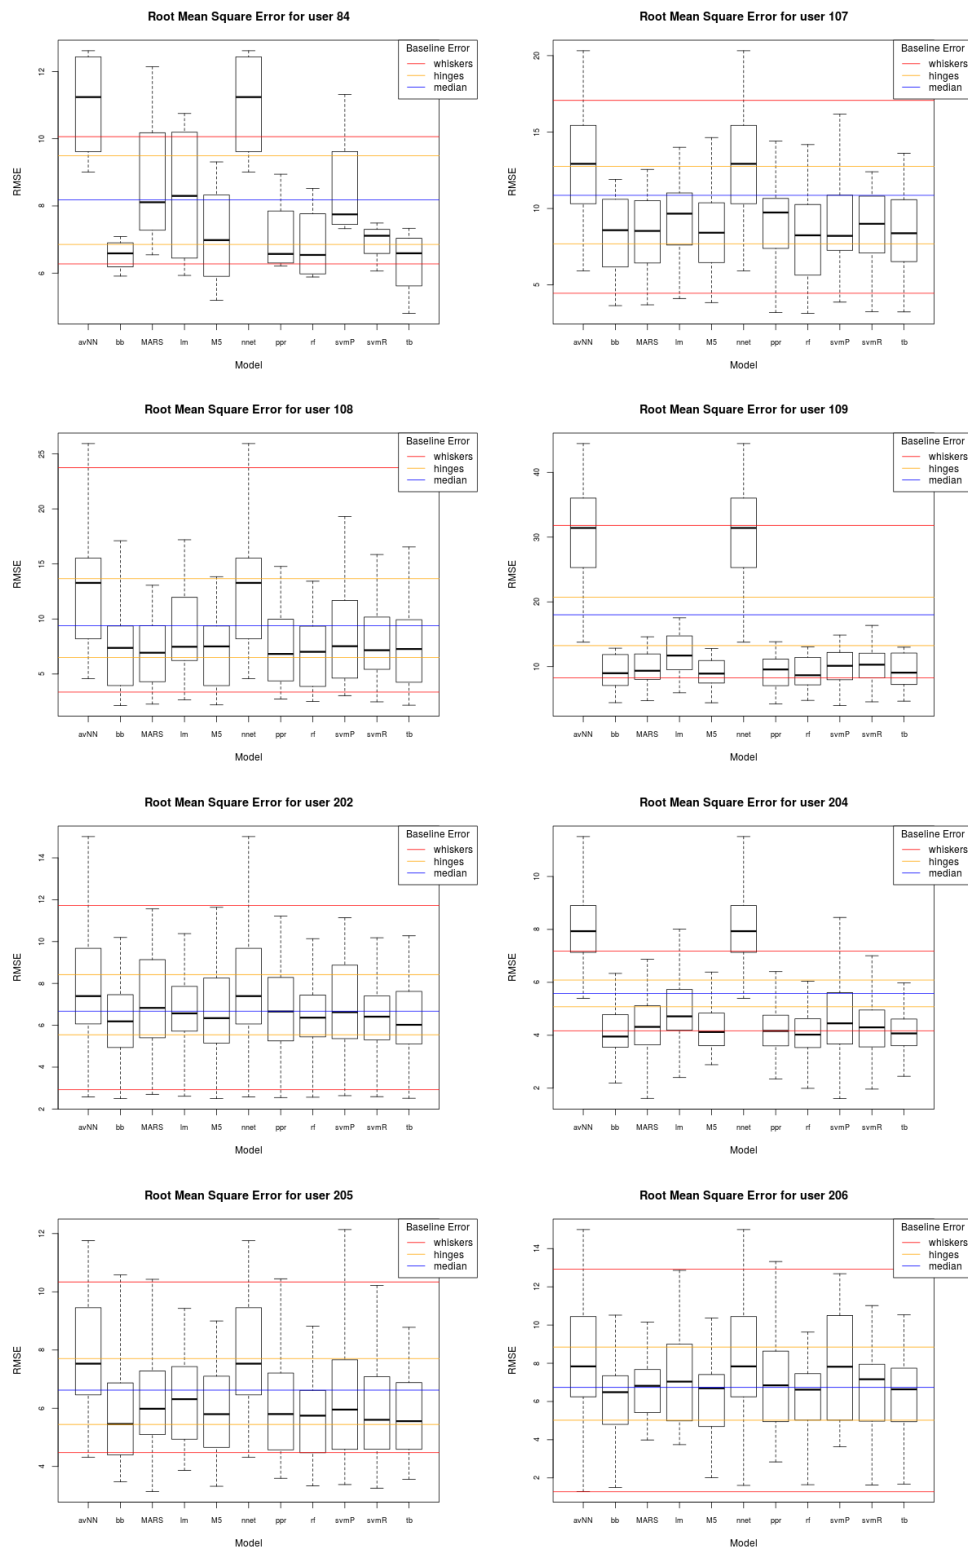 Root Mean Square Error for user 84
Baseline Error
whiskers
hinges
median
RMSE
12
10
8
6
avNN bb MARS lm M5 nnet ppr rf svmP svmR tb
Model
Root Mean Square Error for user 107
Baseline Error
whiskers
hinges
median
RMSE
20
15
10
5
avNN bb MARS lm M5 nnet ppr rf svmP svmR tb
Model
Root Mean Square Error for user 108
Baseline Error
whiskers
hinges
median
RMSE
25
20
15
10
5
avNN bb MARS lm M5 nnet ppr rf svmP svmR tb
Model
Root Mean Square Error for user 109
Baseline Error
whiskers
hinges
median
RMSE
40
30
20
10
avNN bb MARS lm M5 nnet ppr rf svmP svmR tb
Model
Root Mean Square Error for user 202
Baseline Error
whiskers
hinges
median
RMSE
14
12
10
8
6
4
2
avNN bb MARS lm M5 nnet ppr rf svmP svmR tb
Model
Root Mean Square Error for user 204
Baseline Error
whiskers
hinges
median
RMSE
10
8
6
4
2
avNN bb MARS lm M5 nnet ppr rf svmP svmR tb
Model
Root Mean Square Error for user 205
Baseline Error
whiskers
hinges
median
RMSE
12
10
8
6
4
avNN bb MARS lm M5 nnet ppr rf svmP svmR tb
Model
Root Mean Square Error for user 206
Baseline Error
whiskers
hinges
median
RMSE
14
12
10
8
6
4
2
avNN bb MARS lm M5 nnet ppr rf svmP svmR tb
Model